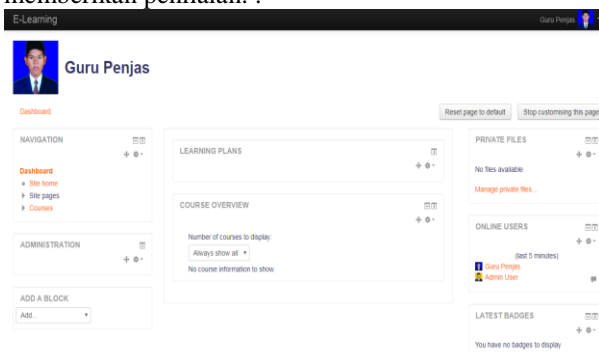 memberikan penilaian. .
E-Learning
Guru Penjas
Guru Penjas
Dashboard
Reset page to default
Stop customising this page
NAVIGATION
Dashboard
Site home
Site pages
Courses
ADMINISTRATION
ADD A BLOCK
Add...
LEARNING PLANS
COURSE OVERVIEW
Number of courses to display:
Always show all
No course information to show.
PRIVATE FILES
No files available
Manage private files...
ONLINE USERS
(last 5 minutes)
Guru Penjas
Admin User
LATEST BADGES
You have no badges to display